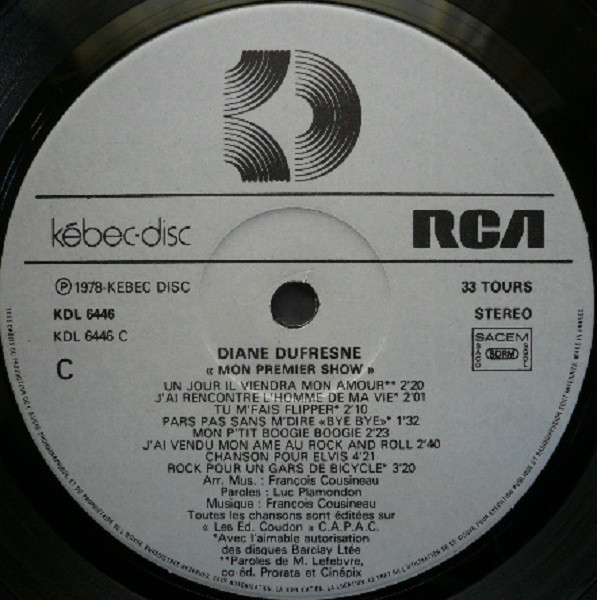 kébec-disc
RCA
Ⓟ 1978-KEBEC DISC
33 TOURS
KDL 6446
STEREO
KDL 6446 C
SACEM
SDRM
C
DIANE DUFRESNE
« MON PREMIER SHOW »
UN JOUR IL VIENDRA MON AMOUR** 2'20
J'AI RENCONTRE L'HOMME DE MA VIE* 2'01
TU M'FAIS FLIPPER* 2'10
PARS PAS SANS M'DIRE «BYE BYE»* 1'32
MON P'TIT BOOGIE BOOGIE 2'23
J'AI VENDU MON AME AU ROCK AND ROLL 2'40
CHANSON POUR ELVIS 4'21
ROCK POUR UN GARS DE BICYCLE* 3'20
Arr. Mus. : François Cousineau
Paroles : Luc Plamondon
Musique : François Cousineau
Toutes les chansons sont éditées sur
« Les Ed. Coudon » C.A.P.A.C.
*Avec l'aimable autorisation
des disques Barclay Ltée
**Paroles de M. Lefebvre,
co-éd. Prorata et Cinépix